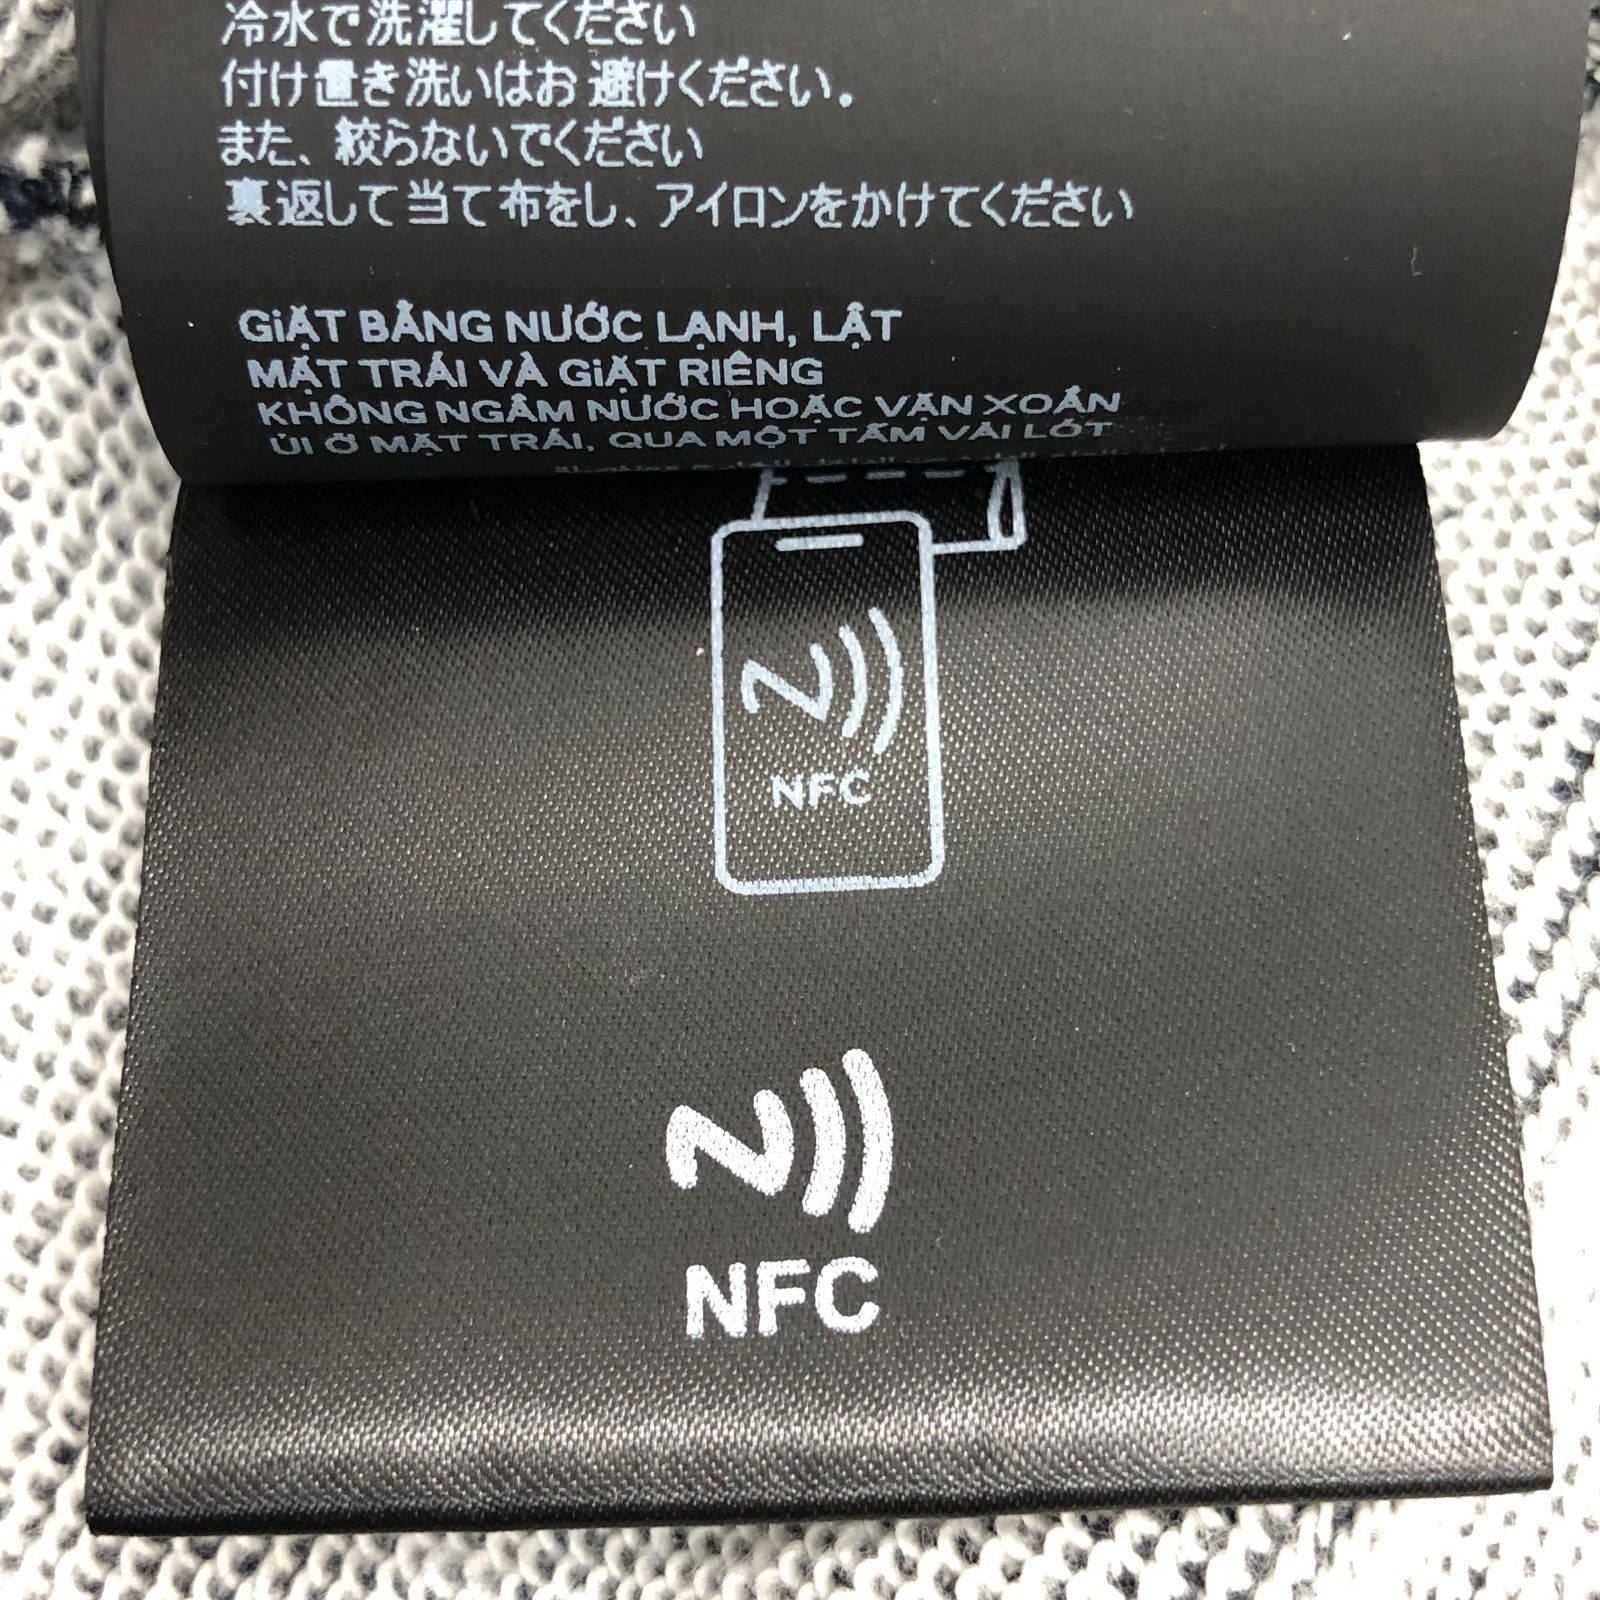 冷水で洗濯してください
付け置き洗いはお避けください。
また、絞らないでください
裏返して当て布をし、アイロンをかけてください
GiẶT BẰNG NƯỚC LẠNH, LẬT
MẶT TRÁI VÀ GiẶT RIÊNG
KHÔNG NGÂM NƯỚC HOẶC VẶN XOẮN
ỦI Ở MẶT TRÁI, QUA MỘT TẤM VẢI LÓT
NFC
NFC